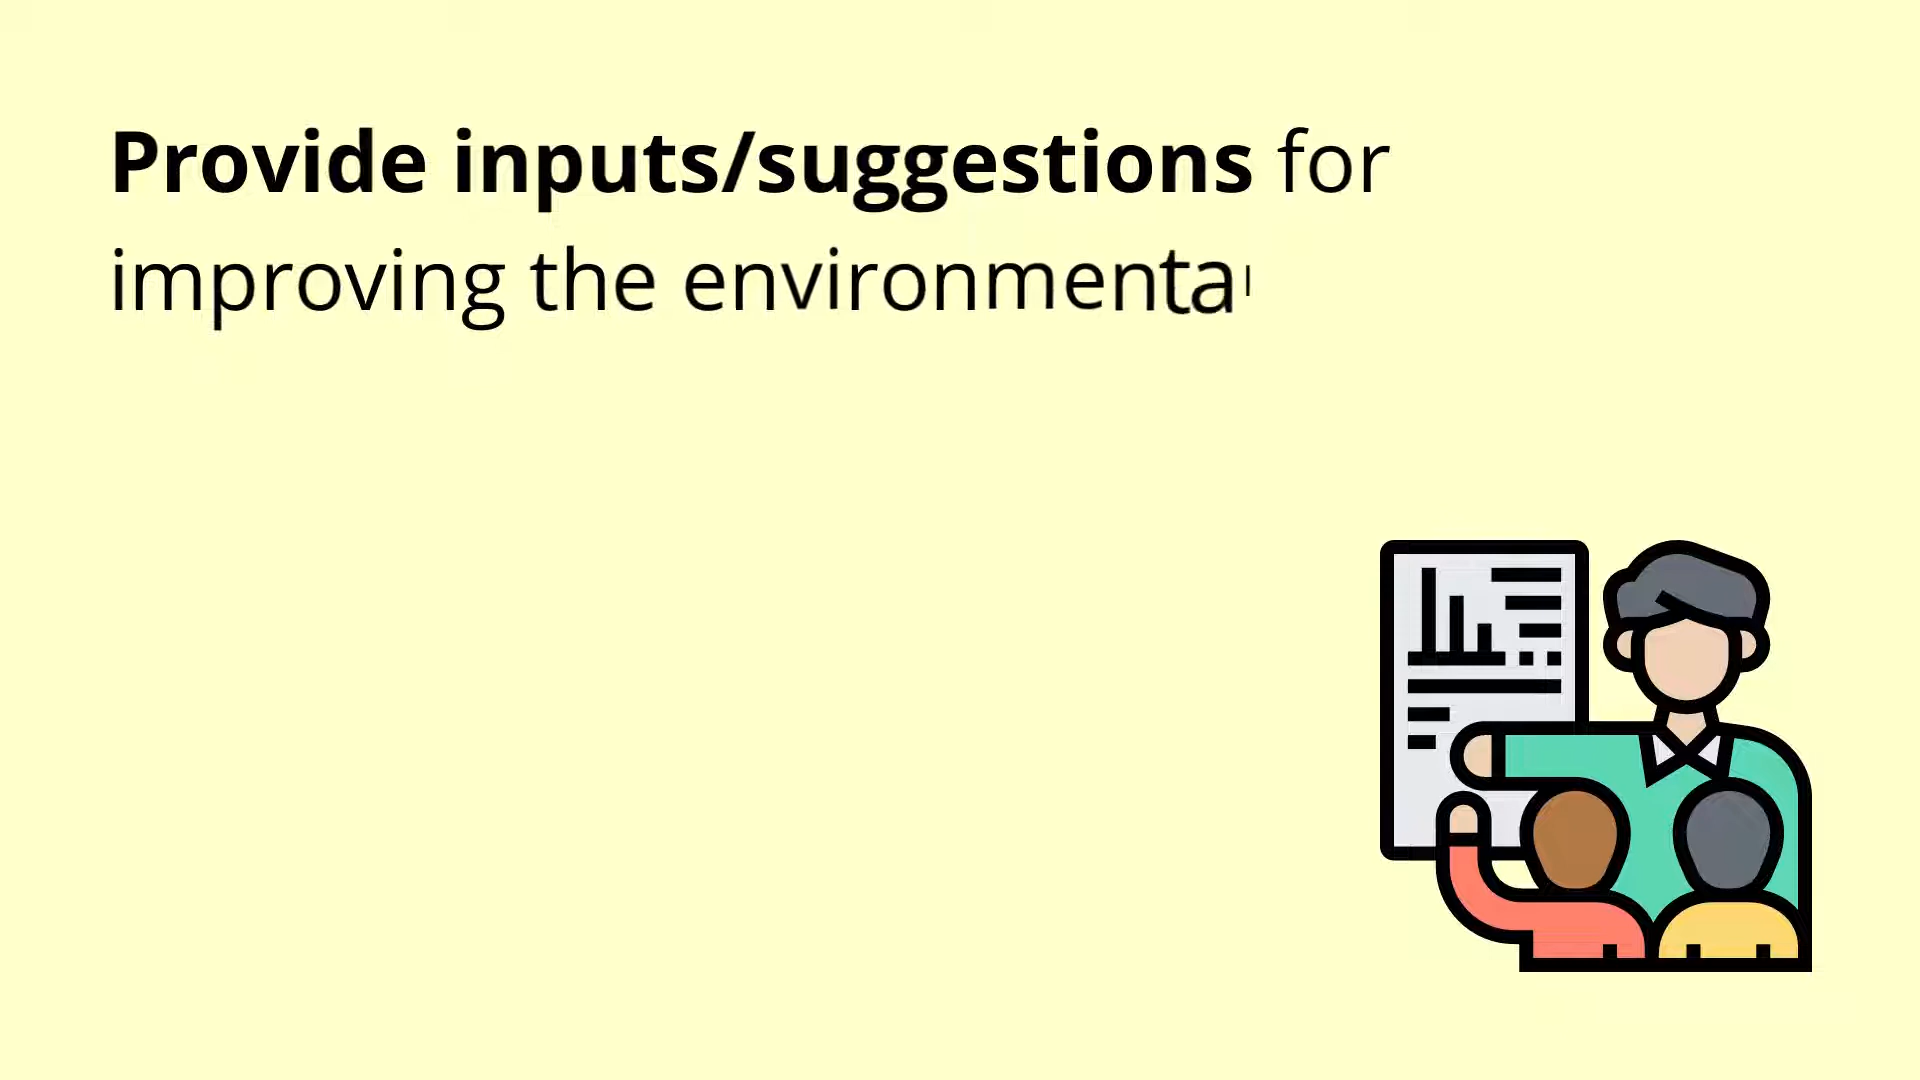 Provide inputs/suggestions for
improving the environmenta